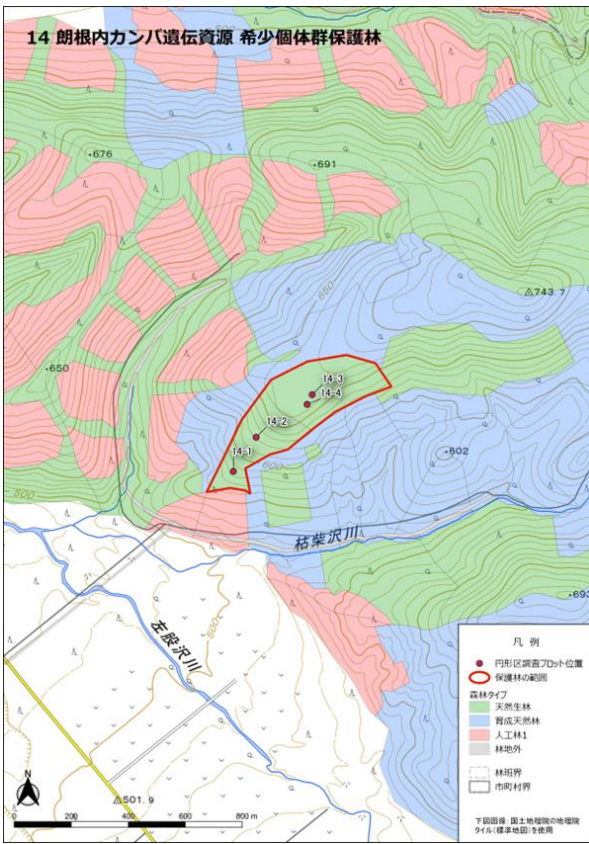 14 朗根内カンバ遺伝資源 希少個体群保護林
500
・676
・691
650
△743.7
・650
14-3
14-4
14-2
14-1
600
・602
500
枯柴沢川
左股沢川
500
・693
△501.9
N
0 200 400 600 800 m
凡 例
円形区調査プロット位置
保護林の範囲
森林タイプ
天然生林
育成天然林
人工林1
林地外
林班界
市町村界
下図画像:国土地理院の地理院
タイル(標準地図)を使用